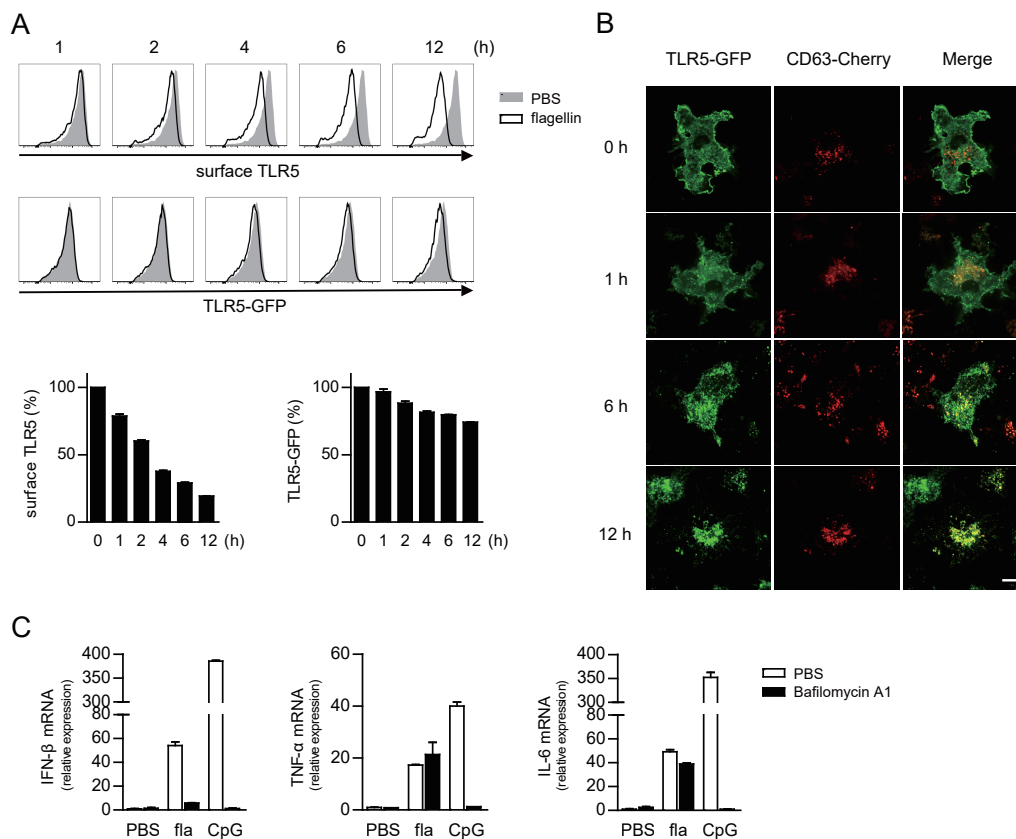 A
1 2 4 6 12 (h)
PBS
flagellin
surface TLR5
TLR5-GFP
surface TLR5 (%)
100
50
0
0 1 2 4 6 12 (h)
TLR5-GFP (%)
100
50
0
0 1 2 4 6 12 (h)
B
TLR5-GFP CD63-Cherry Merge
0 h
1 h
6 h
12 h
C
IFN-β mRNA
(relative expression)
400
350
300
80
60
40
20
0
PBS fla CpG
TNF-α mRNA
(relative expression)
60
40
20
0
PBS fla CpG
IL-6 mRNA
(relative expression)
400
350
300
80
60
40
20
0
PBS fla CpG
PBS
Bafilomycin A1